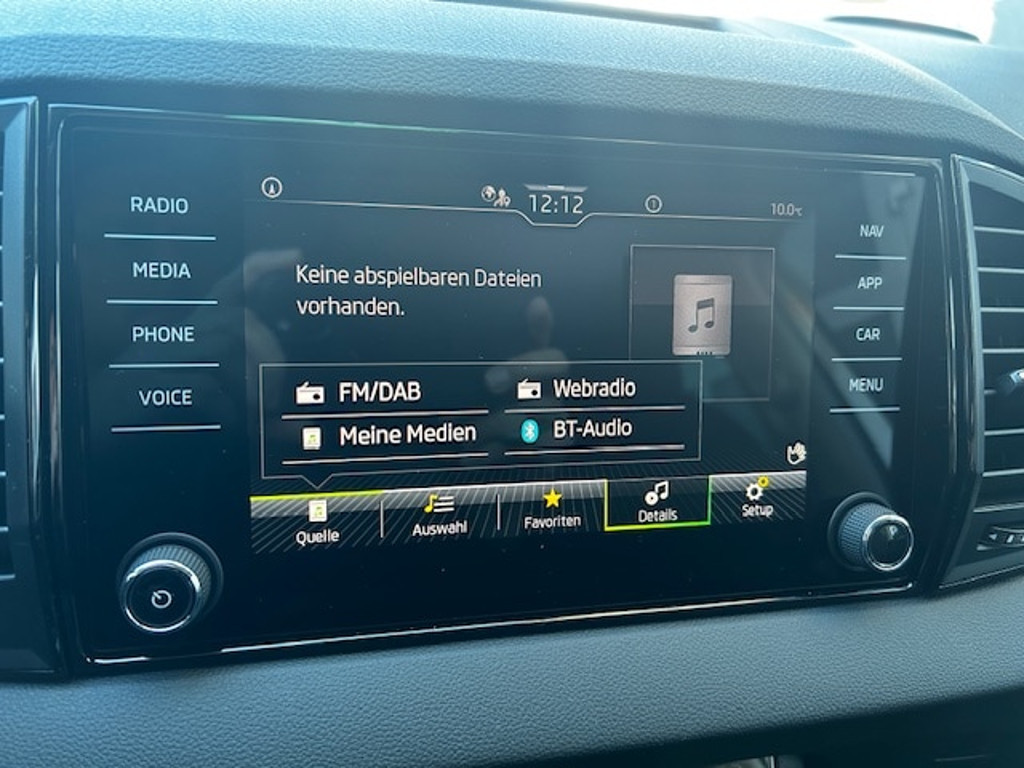 RADIO
MEDIA
PHONE
VOICE
12:12
10.0°C
Keine abspielbaren Dateien
vorhanden.
FM/DAB
Webradio
Meine Medien
BT-Audio
Quelle
Auswahl
Favoriten
Details
Setup
NAV
APP
CAR
MENU